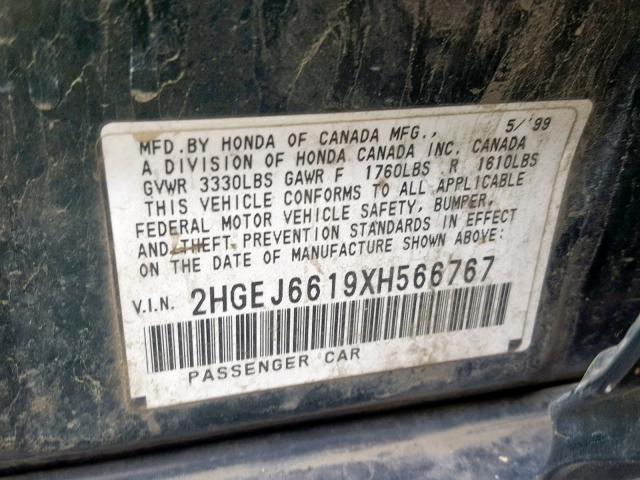 MFD.BY HONDA OF CANADA MFG., 5/'99
A DIVISION OF HONDA CANADA INC. CANADA
GVWR 3330LBS GAWR F 1760LBS R 1610LBS
THIS VEHICLE CONFORMS TO ALL APPLICABLE
FEDERAL MOTOR VEHICLE SAFETY, BUMPER,
AND THEFT PREVENTION STANDARDS IN EFFECT
ON THE DATE OF MANUFACTURE SHOWN ABOVE:
V.I.N. 2HGEJ6619XH566767
PASSENGER CAR